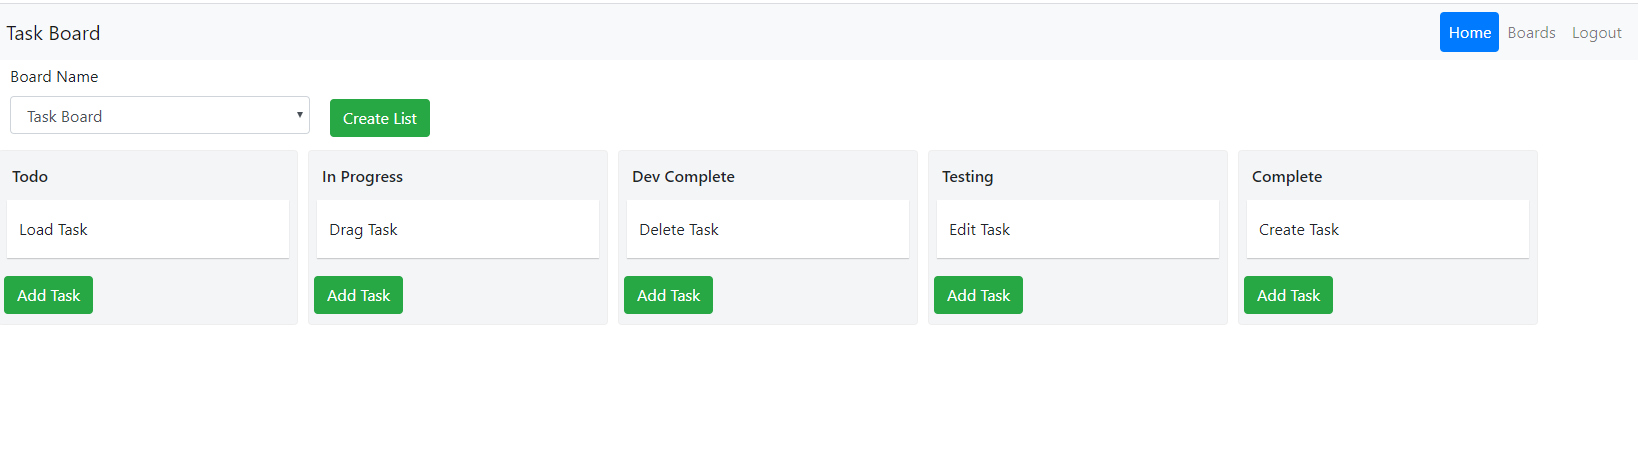 Task Board
Home Boards Logout
Board Name
Task Board
Create List
Todo
Load Task
Add Task
In Progress
Drag Task
Add Task
Dev Complete
Delete Task
Add Task
Testing
Edit Task
Add Task
Complete
Create Task
Add Task